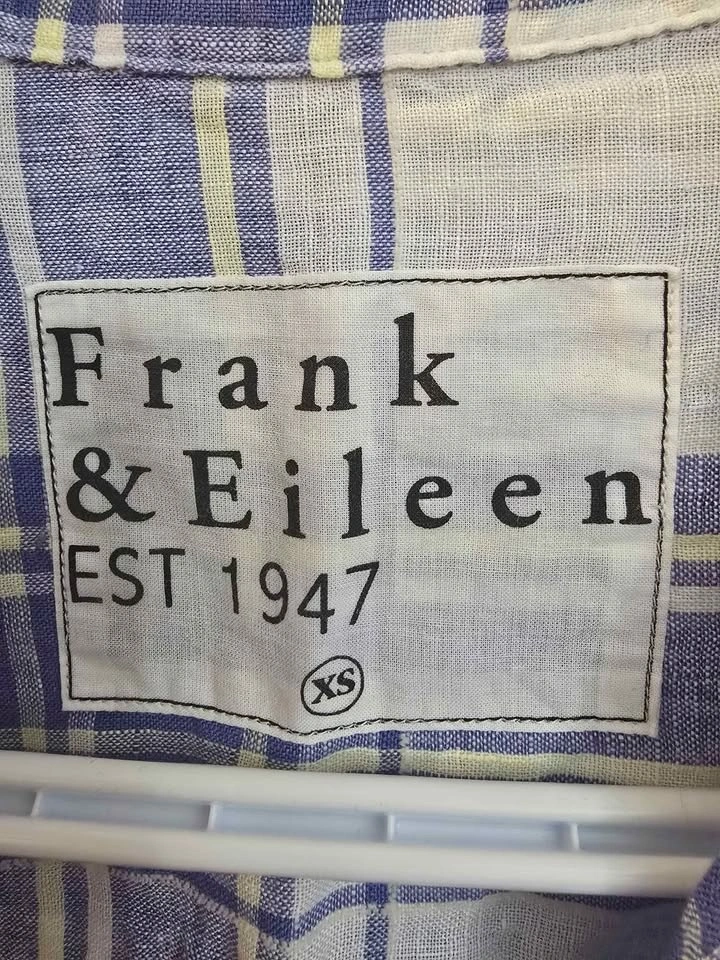 Frank
& Eileen
EST 1947
XS